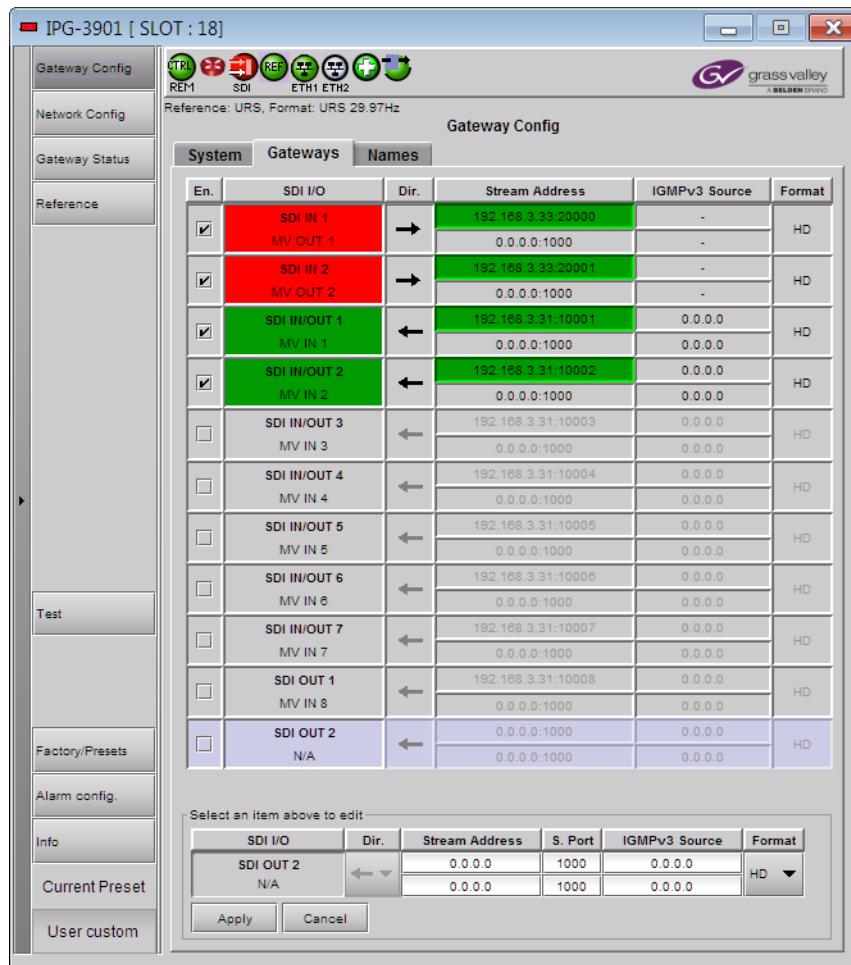 IPG-3901 [ SLOT : 18]
Gateway Config
Network Config
Gateway Status
Reference
Test
Factory/Presets
Alarm config.
Info
Current Preset
User custom
CTRL REF
REM SDI ETH1 ETH2
GV grass valley
A BELDEN BRAND
Reference: URS, Format: URS 29.97Hz
Gateway Config
System Gateways Names
En. SDI I/O Dir. Stream Address IGMPv3 Source Format
SDI IN 1 192.168.3.33:20000 - HD
MV OUT 1 0.0.0.0:1000 -
SDI IN 2 192.168.3.33:20001 - HD
MV OUT 2 0.0.0.0:1000 -
SDI IN/OUT 1 192.168.3.31:10001 0.0.0.0 HD
MV IN 1 0.0.0.0:1000 0.0.0.0
SDI IN/OUT 2 192.168.3.31:10002 0.0.0.0 HD
MV IN 2 0.0.0.0:1000 0.0.0.0
SDI IN/OUT 3 192.168.3.31:10003 0.0.0.0 HD
MV IN 3 0.0.0.0:1000 0.0.0.0
SDI IN/OUT 4 192.168.3.31:10004 0.0.0.0 HD
MV IN 4 0.0.0.0:1000 0.0.0.0
SDI IN/OUT 5 192.168.3.31:10005 0.0.0.0 HD
MV IN 5 0.0.0.0:1000 0.0.0.0
SDI IN/OUT 6 192.168.3.31:10006 0.0.0.0 HD
MV IN 6 0.0.0.0:1000 0.0.0.0
SDI IN/OUT 7 192.168.3.31:10007 0.0.0.0 HD
MV IN 7 0.0.0.0:1000 0.0.0.0
SDI OUT 1 192.168.3.31:10008 0.0.0.0 HD
MV IN 8 0.0.0.0:1000 0.0.0.0
SDI OUT 2 0.0.0.0:1000 0.0.0.0 HD
N/A 0.0.0.0:1000 0.0.0.0
Select an item above to edit
SDI I/O Dir. Stream Address S. Port IGMPv3 Source Format
SDI OUT 2 0.0.0.0 1000 0.0.0.0 HD
N/A 0.0.0.0 1000 0.0.0.0
Apply Cancel